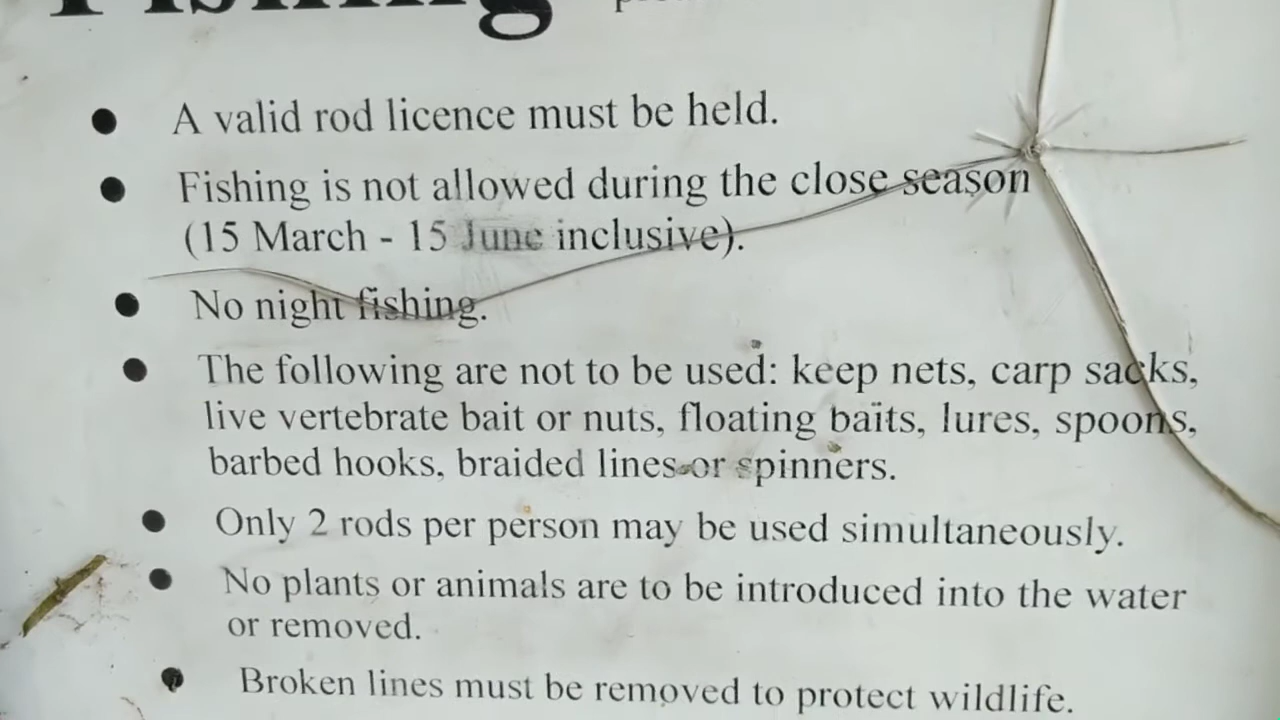 Fishing
● A valid rod licence must be held.
● Fishing is not allowed during the close season
(15 March - 15 June inclusive).
● No night fishing.
● The following are not to be used: keep nets, carp sacks,
live vertebrate bait or nuts, floating baits, lures, spoons,
barbed hooks, braided lines or spinners.
● Only 2 rods per person may be used simultaneously.
● No plants or animals are to be introduced into the water
or removed.
● Broken lines must be removed to protect wildlife.